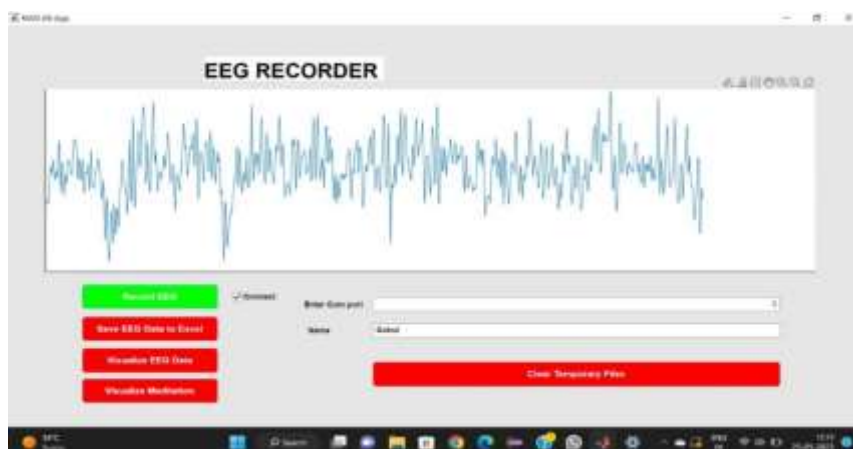 EEG RECORDER
Record EEG
Connect
Enter Com port
Save EEG Data to Excel
Name
Visualize EEG Data
Clear Temporary Files
Visualize Meditation
Search